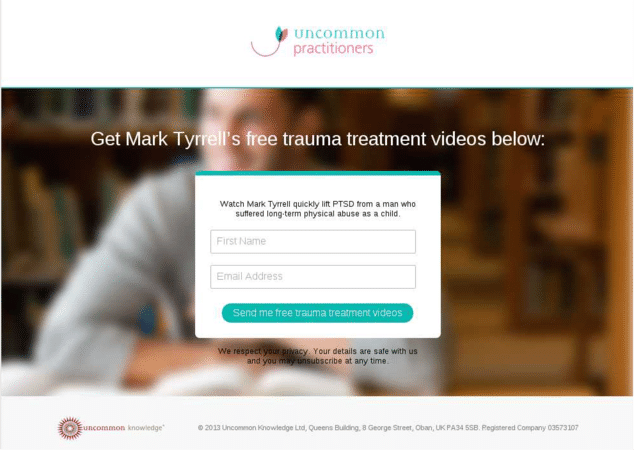 uncommon
practitioners
Get Mark Tyrrell's free trauma treatment videos below:
Watch Mark Tyrrell quickly lift PTSD from a man who
suffered long-term physical abuse as a child.
First Name
Email Address
Send me free trauma treatment videos
We respect your privacy. Your details are safe with us
and you may unsubscribe at any time.
uncommon knowledge™
© 2013 Uncommon Knowledge Ltd, Queens Building, 8 George Street, Oban, UK PA34 5SB. Registered Company 03573107